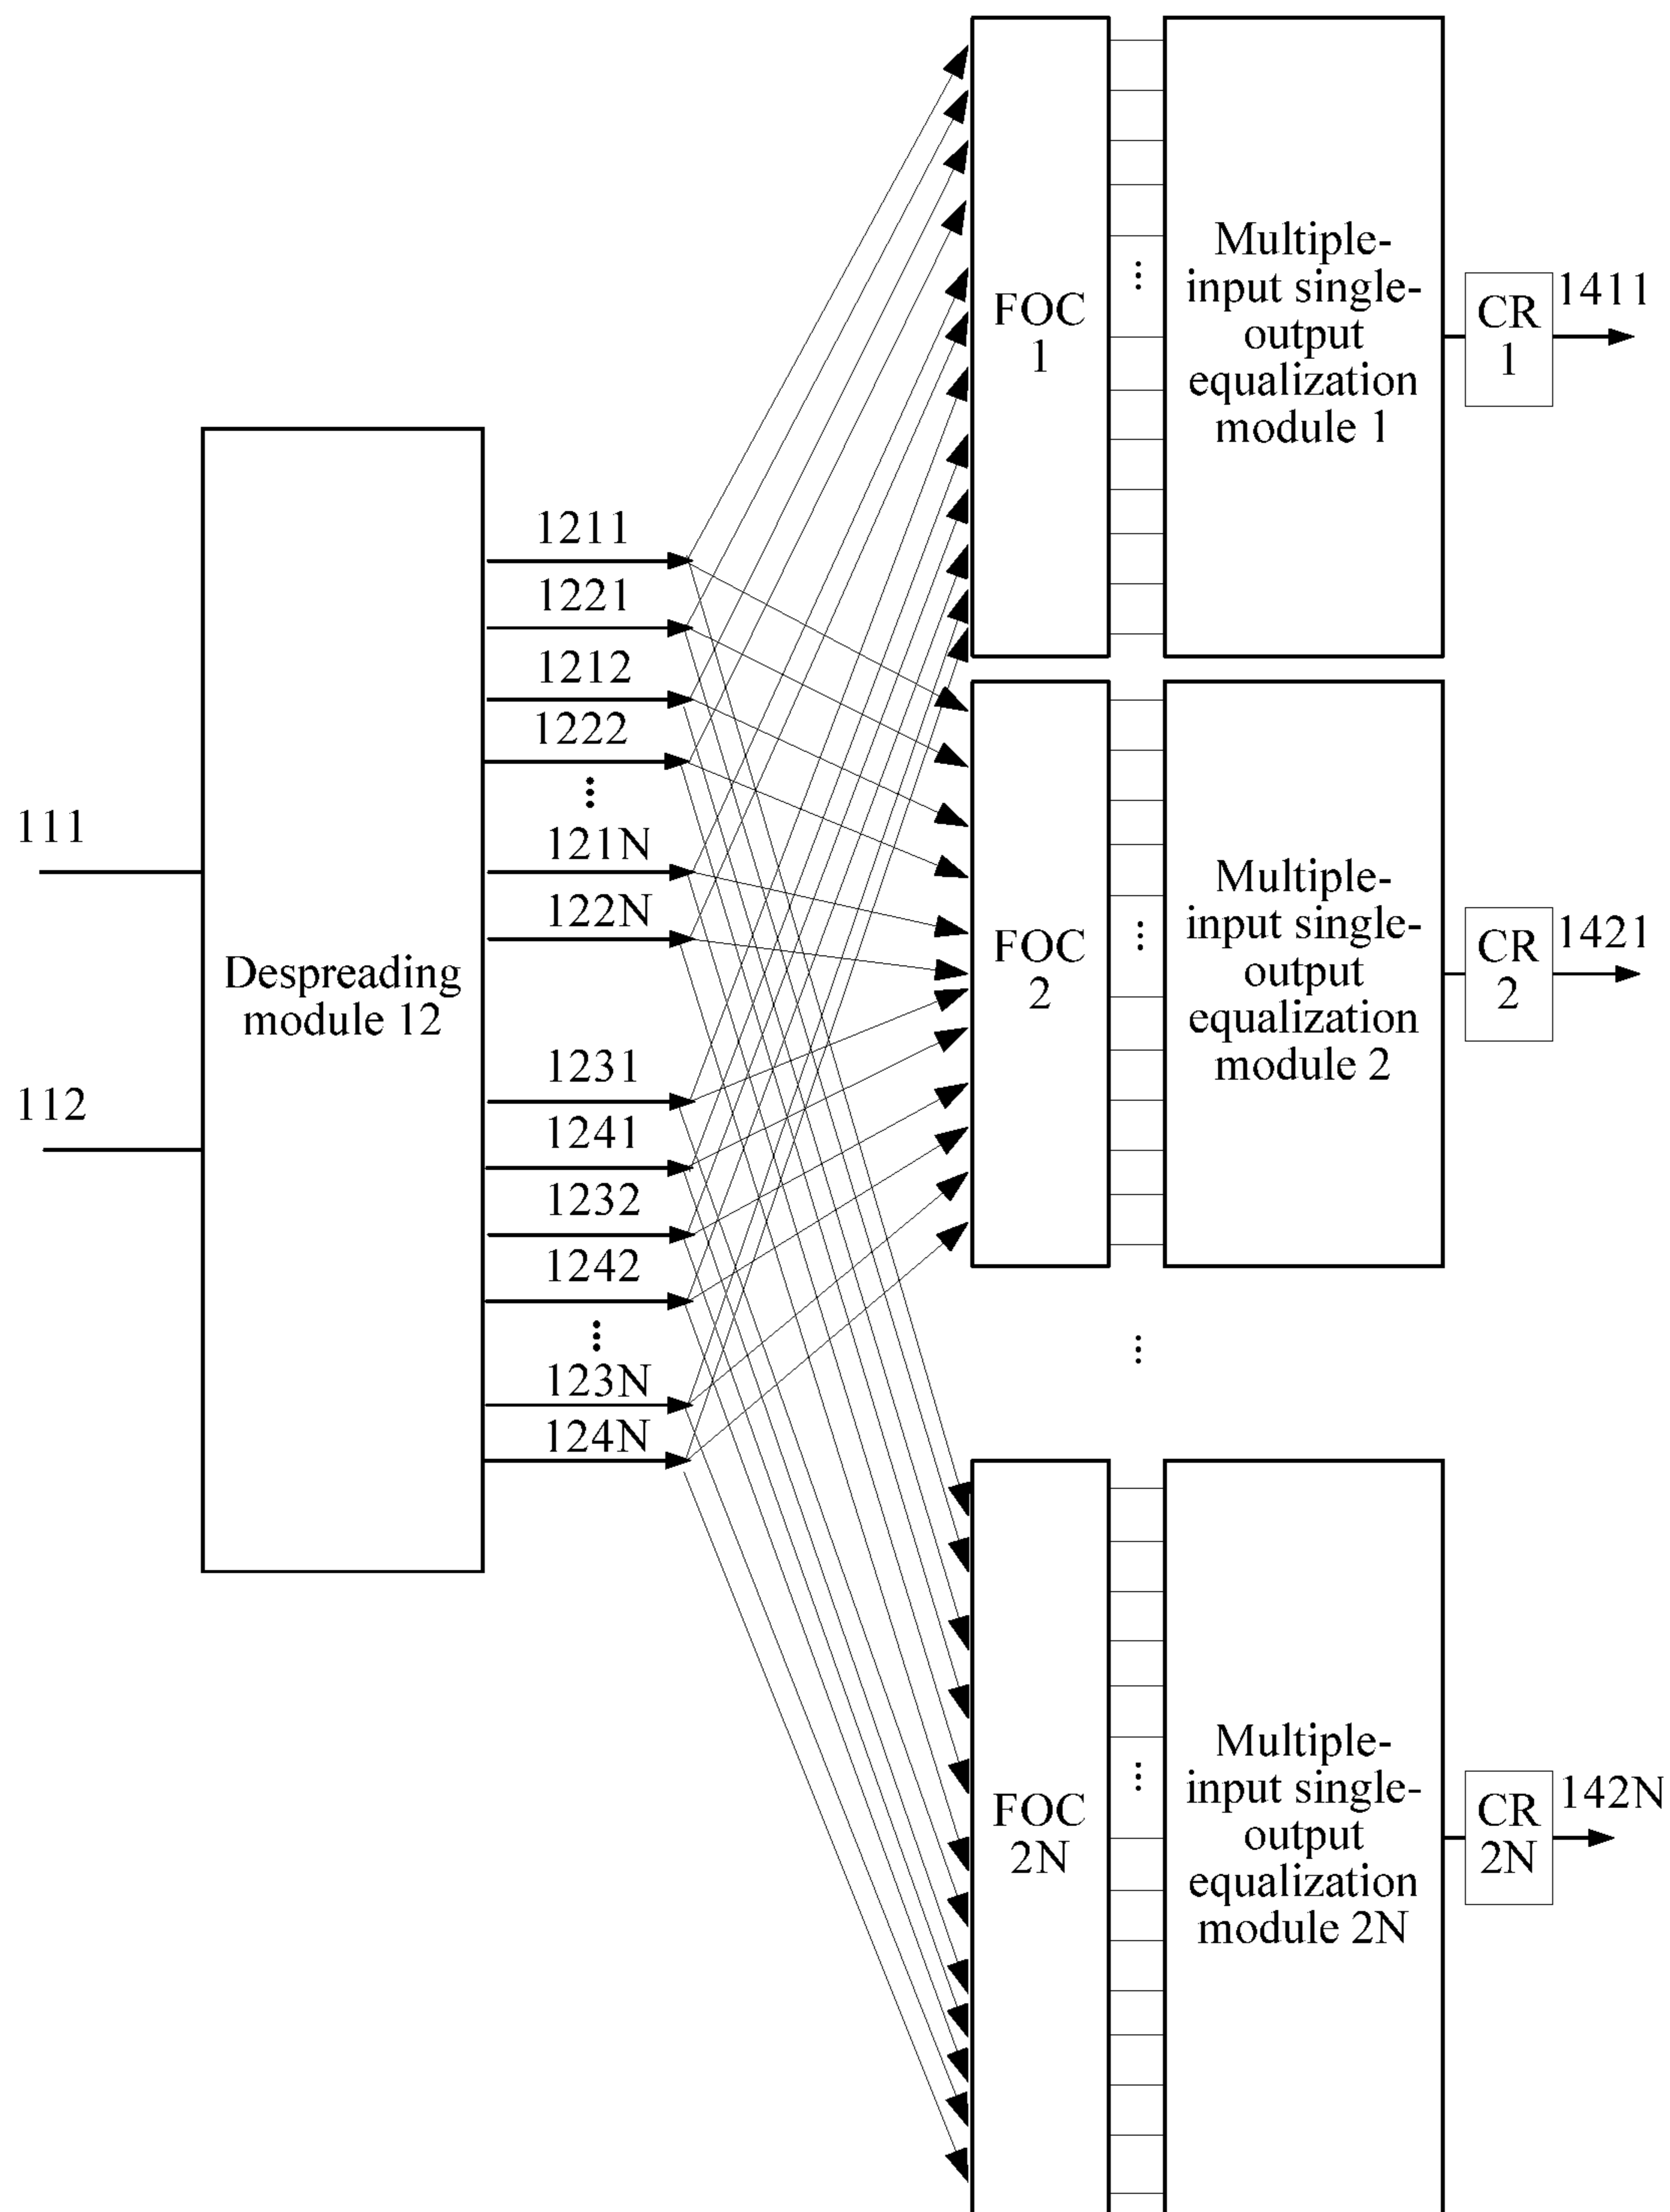 111
112
Despreading
module 12
1211
1221
1212
1222
121N
122N
1231
1241
1232
1242
123N
124N
FOC
1
Multiple-
input single-
output
equalization
module 1
CR
1
1411
FOC
2
Multiple-
input single-
output
equalization
module 2
CR
2
1421
FOC
2N
Multiple-
input single-
output
equalization
module 2N
CR
2N
142N